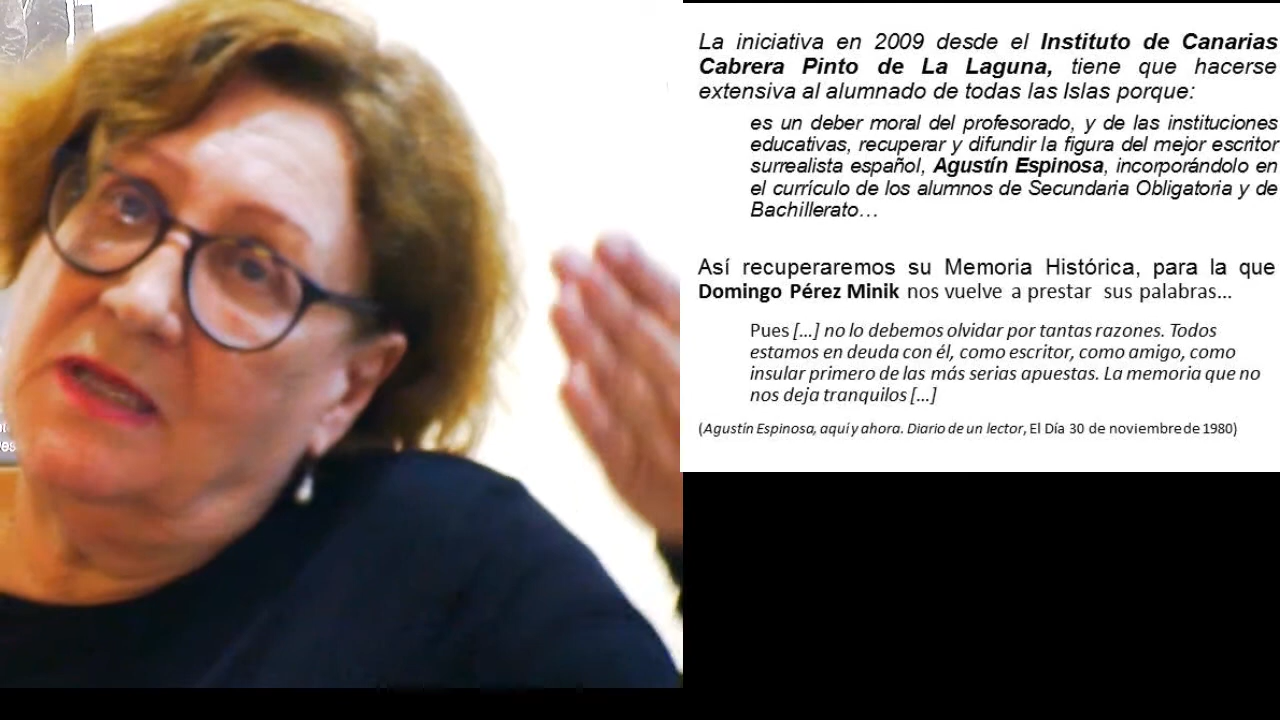 La iniciativa en 2009 desde el Instituto de Canarias
Cabrera Pinto de La Laguna, tiene que hacerse
extensiva al alumnado de todas las Islas porque:
es un deber moral del profesorado, y de las instituciones
educativas, recuperar y difundir la figura del mejor escritor
surrealista español, Agustín Espinosa, incorporándolo en
el currículo de los alumnos de Secundaria Obligatoria y de
Bachillerato…
Así recuperaremos su Memoria Histórica, para la que
Domingo Pérez Minik nos vuelve a prestar sus palabras...
Pues [...] no lo debemos olvidar por tantas razones. Todos
estamos en deuda con él, como escritor, como amigo, como
insular primero de las más serias apuestas. La memoria que no
nos deja tranquilos [...]
(Agustín Espinosa, aquí y ahora. Diario de un lector, El Día 30 de noviembre de 1980)